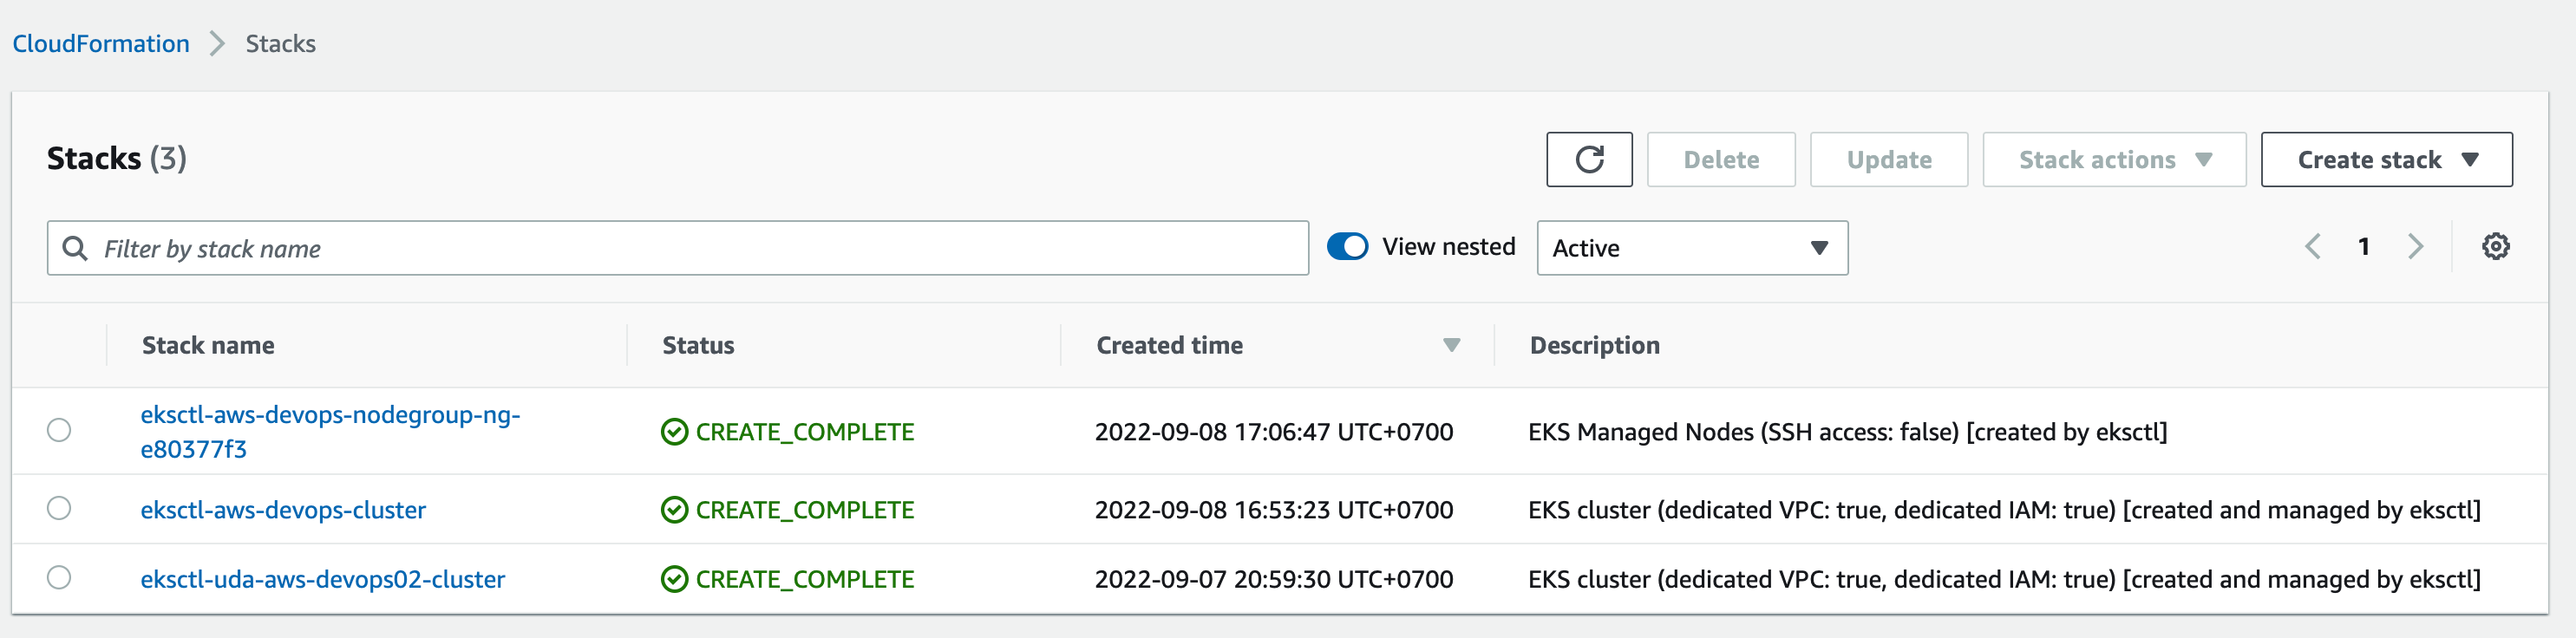 CloudFormation > Stacks
Stacks (3)
Delete
Update
Stack actions
Create stack
Filter by stack name
View nested
Active
1
Stack name
Status
Created time
Description
eksctl-aws-devops-nodegroup-ng-
e80377f3
CREATE_COMPLETE
2022-09-08 17:06:47 UTC+0700
EKS Managed Nodes (SSH access: false) [created by eksctl]
eksctl-aws-devops-cluster
CREATE_COMPLETE
2022-09-08 16:53:23 UTC+0700
EKS cluster (dedicated VPC: true, dedicated IAM: true) [created and managed by eksctl]
eksctl-uda-aws-devops02-cluster
CREATE_COMPLETE
2022-09-07 20:59:30 UTC+0700
EKS cluster (dedicated VPC: true, dedicated IAM: true) [created and managed by eksctl]